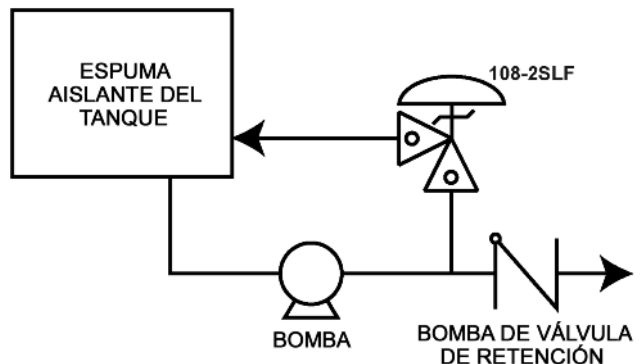 ESPUMA
AISLANTE DEL
TANQUE
108-2SLF
BOMBA
BOMBA DE VÁLVULA
DE RETENCIÓN